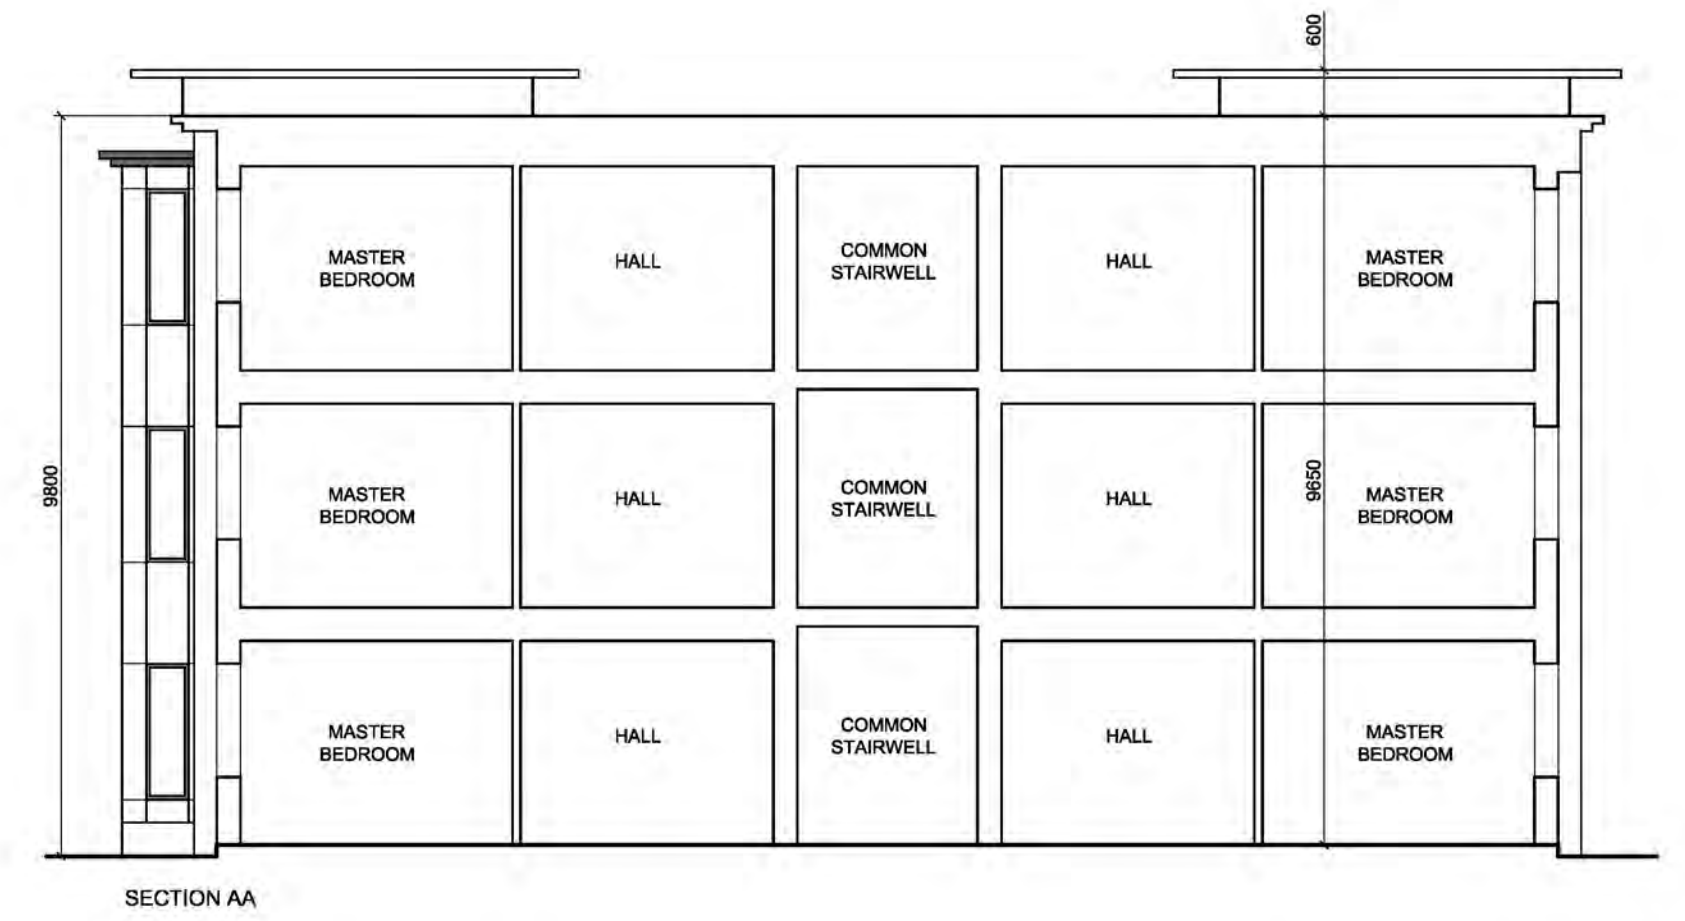 600
MASTER
BEDROOM
HALL
COMMON
STAIRWELL
HALL
MASTER
BEDROOM
9800
MASTER
BEDROOM
HALL
COMMON
STAIRWELL
HALL
9650
MASTER
BEDROOM
MASTER
BEDROOM
HALL
COMMON
STAIRWELL
HALL
MASTER
BEDROOM
SECTION AA